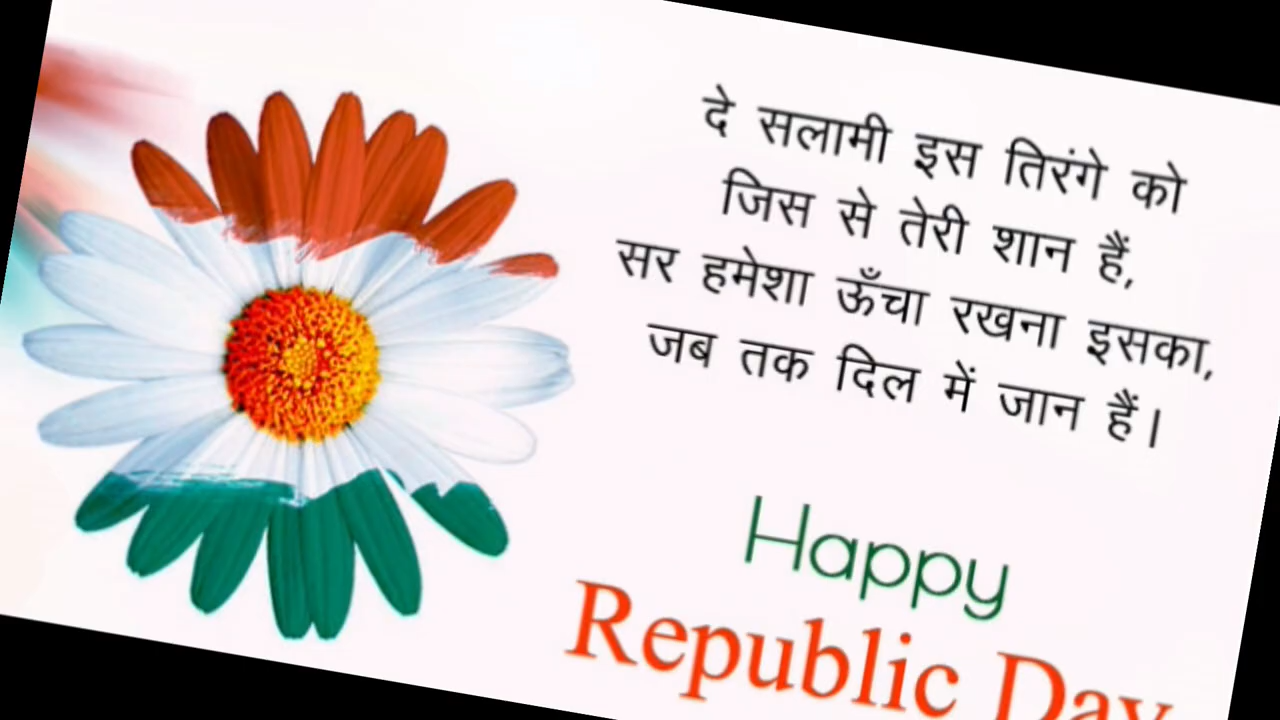 दे सलामी इस तिरंगे को
जिस से तेरी शान हैं,
सर हमेशा ऊँचा रखना इसका,
जब तक दिल में जान हैं।
Happy
Republic Day